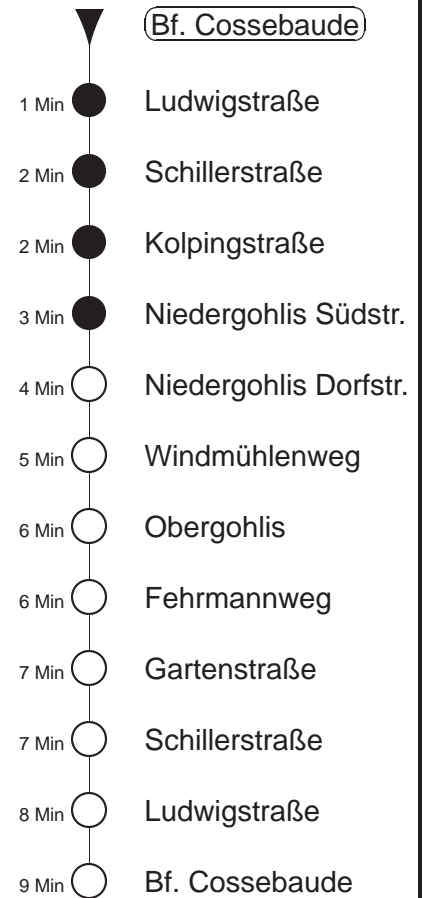 Bf. Cossebaude
1 Min Ludwigstraße
2 Min Schillerstraße
2 Min Kolpingstraße
3 Min Niedergohlis Südstr.
4 Min Niedergohlis Dorfstr.
5 Min Windmühlenweg
6 Min Obergohlis
6 Min Fehrmannweg
7 Min Gartenstraße
7 Min Schillerstraße
8 Min Ludwigstraße
9 Min Bf. Cossebaude